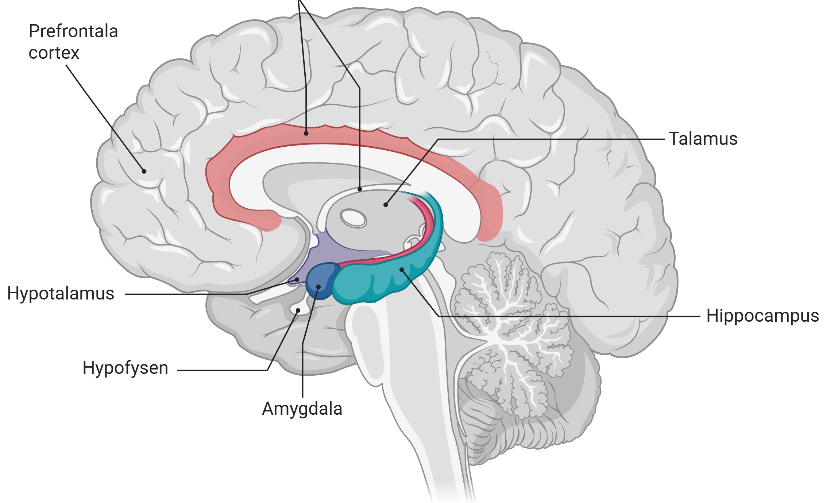 Prefrontala
cortex
Talamus
Hypotalamus
Hippocampus
Hypofysen
Amygdala